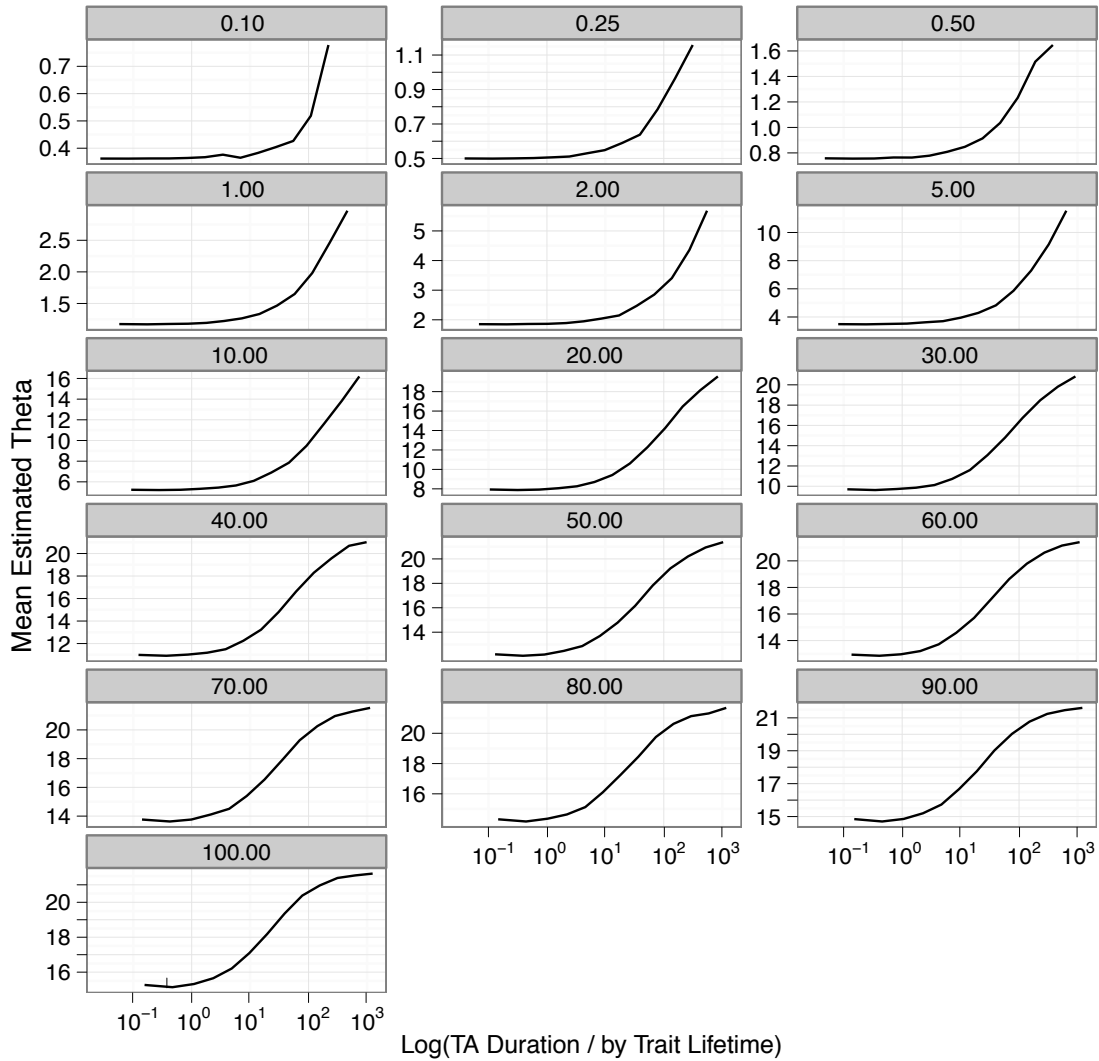 0.10 0.25 0.50
0.7 0.6 0.5 0.4
1.1 0.9 0.7 0.5
1.6 1.4 1.2 1.0 0.8
1.00 2.00 5.00
2.5 2.0 1.5
5 4 3 2
10 8 6 4
10.00 20.00 30.00
16 14 12 10 8 6
18 16 14 12 10 8
20 18 16 14 12 10
40.00 50.00 60.00
20 18 16 14 12
20 18 16 14
20 18 16 14
70.00 80.00 90.00
20 18 16 14
20 18 16
21 19 17 15
100.00
20 18 16
10⁻¹ 10⁰ 10¹ 10² 10³
10⁻¹ 10⁰ 10¹ 10² 10³
10⁻¹ 10⁰ 10¹ 10² 10³
Mean Estimated Theta
Log(TA Duration / by Trait Lifetime)